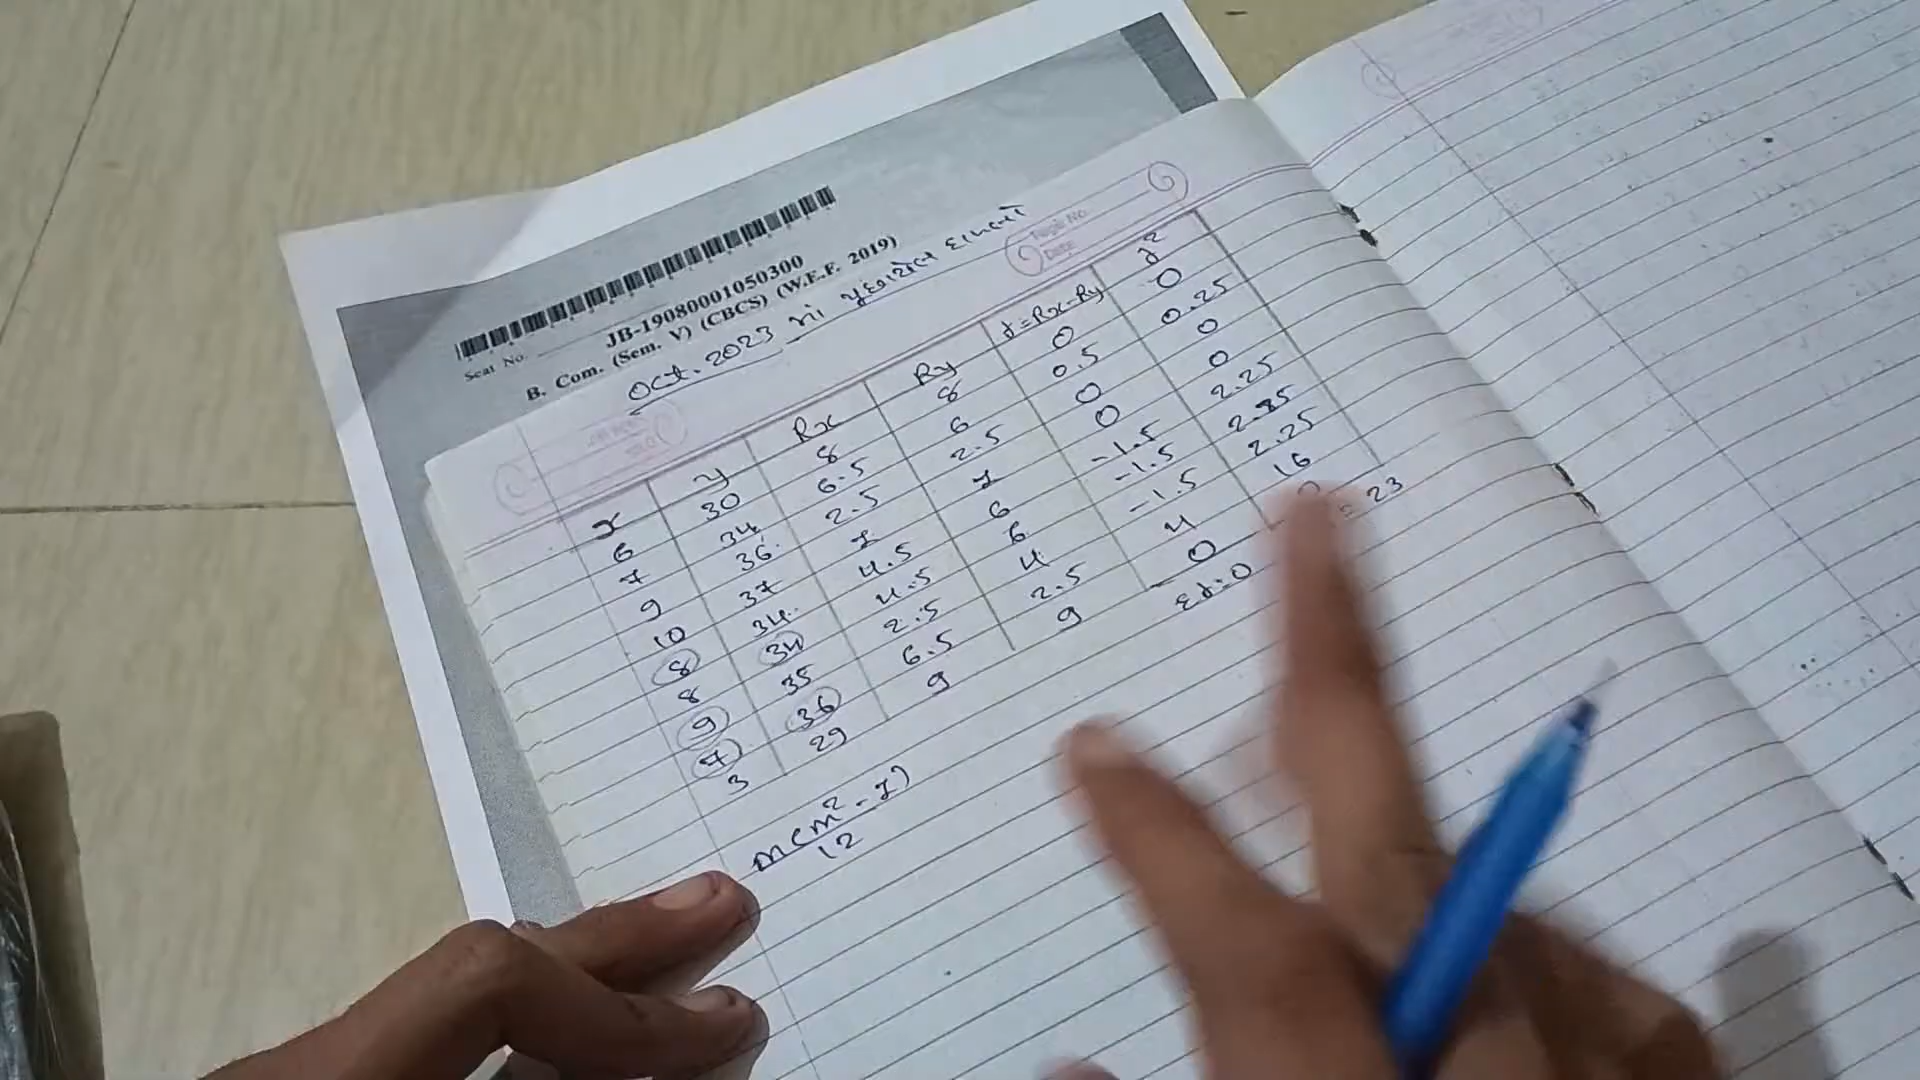 JB-19080001050300
Seat No.
B. Com. (Sem. V) (CBCS) (W.E.F. 2019)
Page No.
Date
Oct. 2023 માં પુછાયેલ દાખલો
x y Rx Ry d=Rx-Ry d²
6 30 8 8 0 0
7 34 6.5 6 0.5 0.25
9 36 2.5 2.5 0 0
10 37 1 1 0 0
8 34 4.5 6 -1.5 2.25
8 34 4.5 6 -1.5 2.25
9 35 2.5 4 -1.5 2.25
7 36 6.5 2.5 4 16
3 29 9 9 0
Σd=0 = 23
m(m²-1)
12